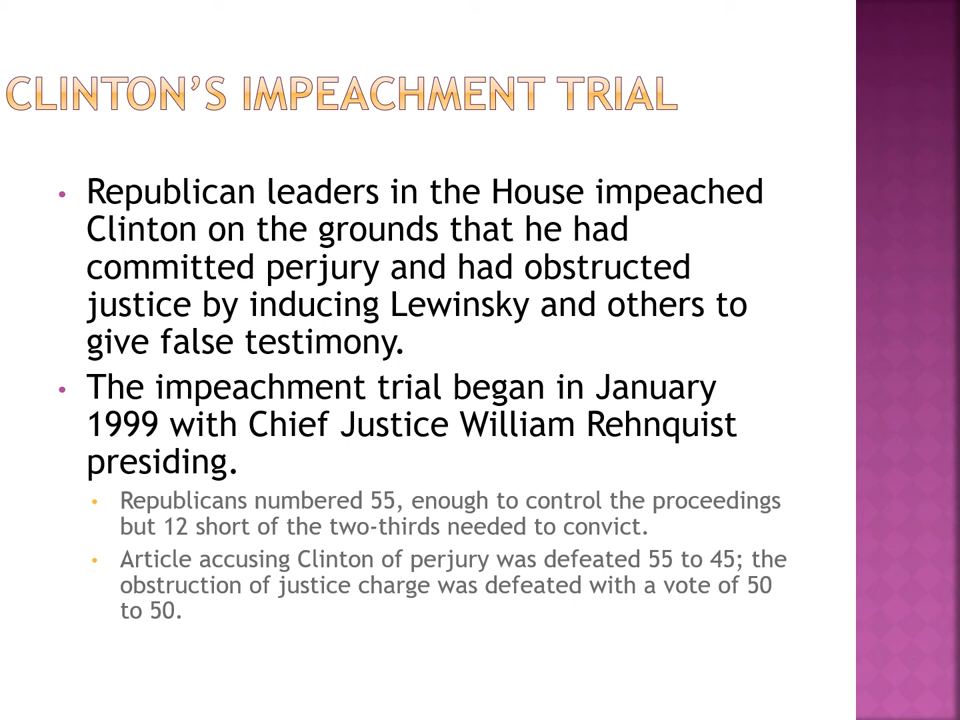 CLINTON’S IMPEACHMENT TRIAL
• Republican leaders in the House impeached
Clinton on the grounds that he had
committed perjury and had obstructed
justice by inducing Lewinsky and others to
give false testimony.
• The impeachment trial began in January
1999 with Chief Justice William Rehnquist
presiding.
• Republicans numbered 55, enough to control the proceedings
but 12 short of the two-thirds needed to convict.
• Article accusing Clinton of perjury was defeated 55 to 45; the
obstruction of justice charge was defeated with a vote of 50
to 50.